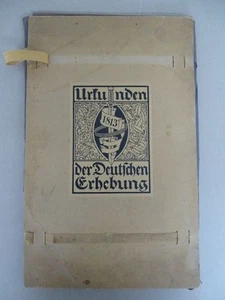 Urkunden
1813
der Deutschen
Erhebung